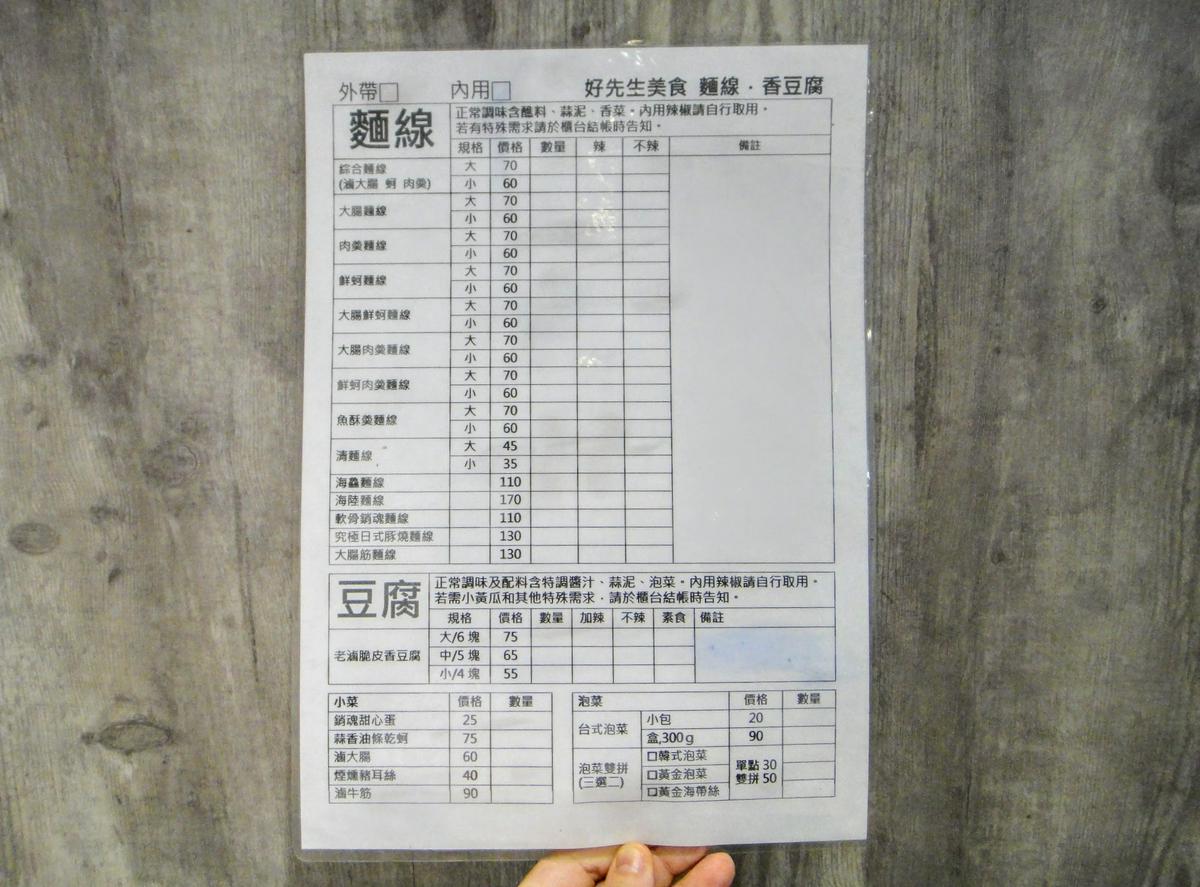 外帶□ 內用□ 好先生美食 麵線・香豆腐
麵線
正常調味含醮料、蒜泥、香菜。內用辣椒請自行取用。
若有特殊需求請於櫃台結帳時告知。
規格 價格 數量 辣 不辣 備註
綜合麵線 大 70
(滷大腸 蚵 肉羹) 小 60
大腸麵線 大 70
小 60
肉羹麵線 大 70
小 60
鮮蚵麵線 大 70
小 60
大腸鮮蚵麵線 大 70
小 60
大腸肉羹麵線 大 70
小 60
鮮蚵肉羹麵線 大 70
小 60
魚酥羹麵線 大 70
小 60
清麵線 大 45
小 35
海鱻麵線 110
海陸麵線 170
軟骨銷魂麵線 110
究極日式豚燒麵線 130
大腸筋麵線 130
豆腐
正常調味及配料含特調醬汁、蒜泥、泡菜。內用辣椒請自行取用。
若需小黃瓜和其他特殊需求，請於櫃台結帳時告知。
規格 價格 數量 加辣 不辣 素食 備註
老滷脆皮香豆腐 大/6 塊 75
中/5 塊 65
小/4 塊 55
小菜 價格 數量
銷魂甜心蛋 25
蒜香油條乾蚵 75
滷大腸 60
煙燻豬耳絲 40
滷牛筋 90
泡菜 價格 數量
台式泡菜 小包 20
盒,300g 90
泡菜雙拼
(三選二)
□韓式泡菜
□黃金泡菜
□黃金海帶絲
單點 30
雙拼 50